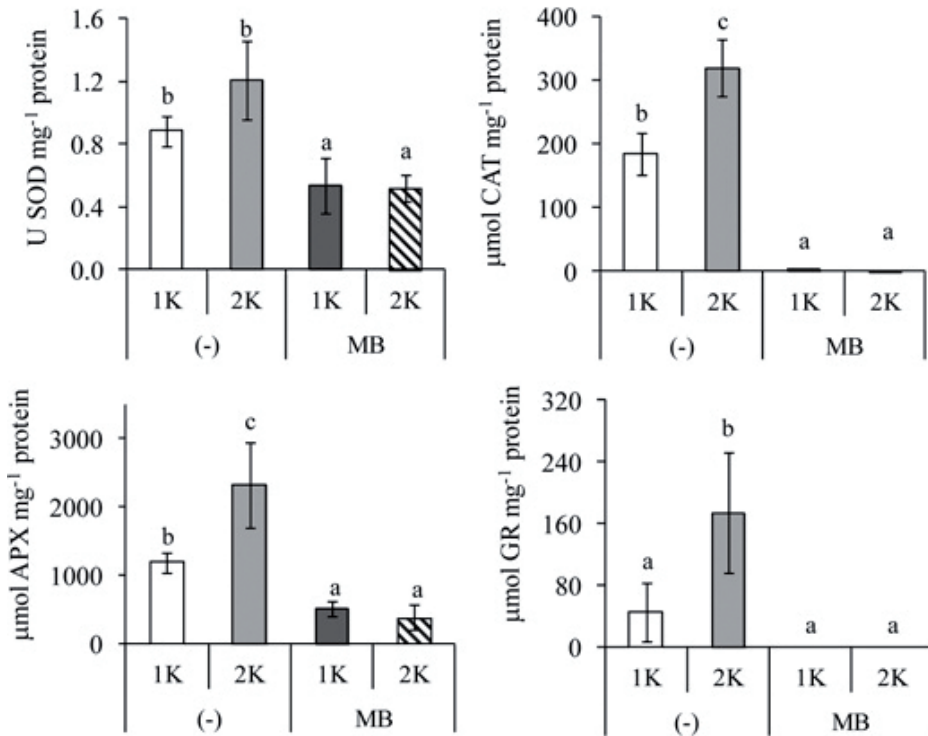 U SOD mg⁻¹ protein
1.6
1.2
0.8
0.4
0.0
b
b
a
a
1K 2K 1K 2K
(-) MB
µmol CAT mg⁻¹ protein
400
300
200
100
0
b
c
a
a
1K 2K 1K 2K
(-) MB
µmol APX mg⁻¹ protein
3000
2000
1000
0
b
c
a
a
1K 2K 1K 2K
(-) MB
µmol GR mg⁻¹ protein
320
240
160
80
0
a
b
a
a
1K 2K 1K 2K
(-) MB